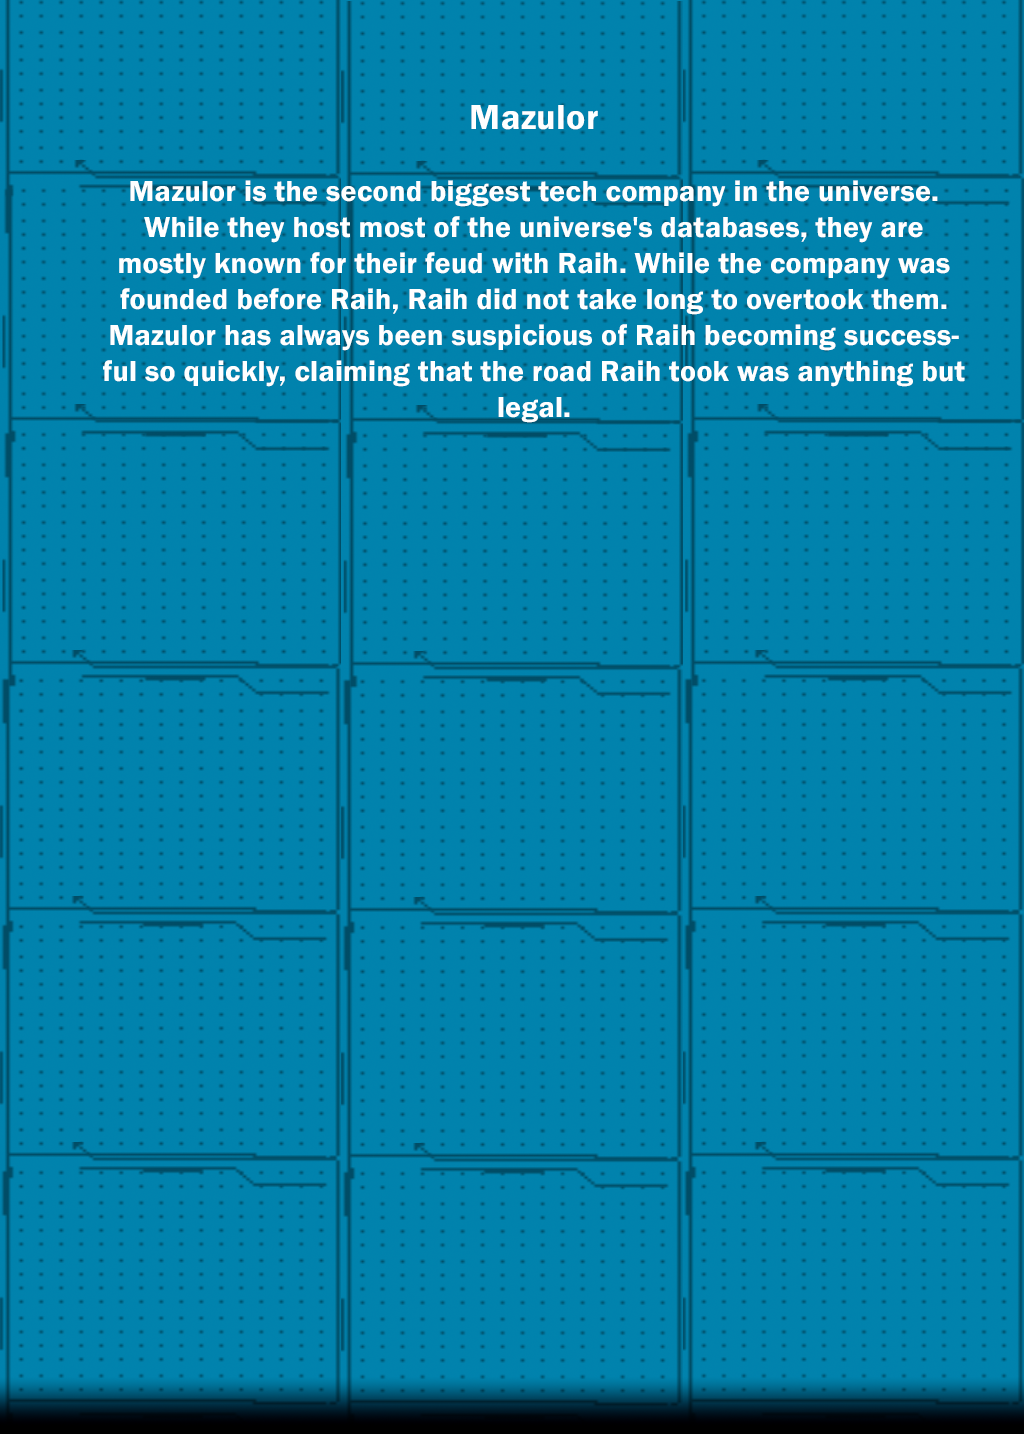 Mazulor
Mazulor is the second biggest tech company in the universe.
While they host most of the universe's databases, they are
mostly known for their feud with Raih. While the company was
founded before Raih, Raih did not take long to overtook them.
Mazulor has always been suspicious of Raih becoming success-
ful so quickly, claiming that the road Raih took was anything but
legal.